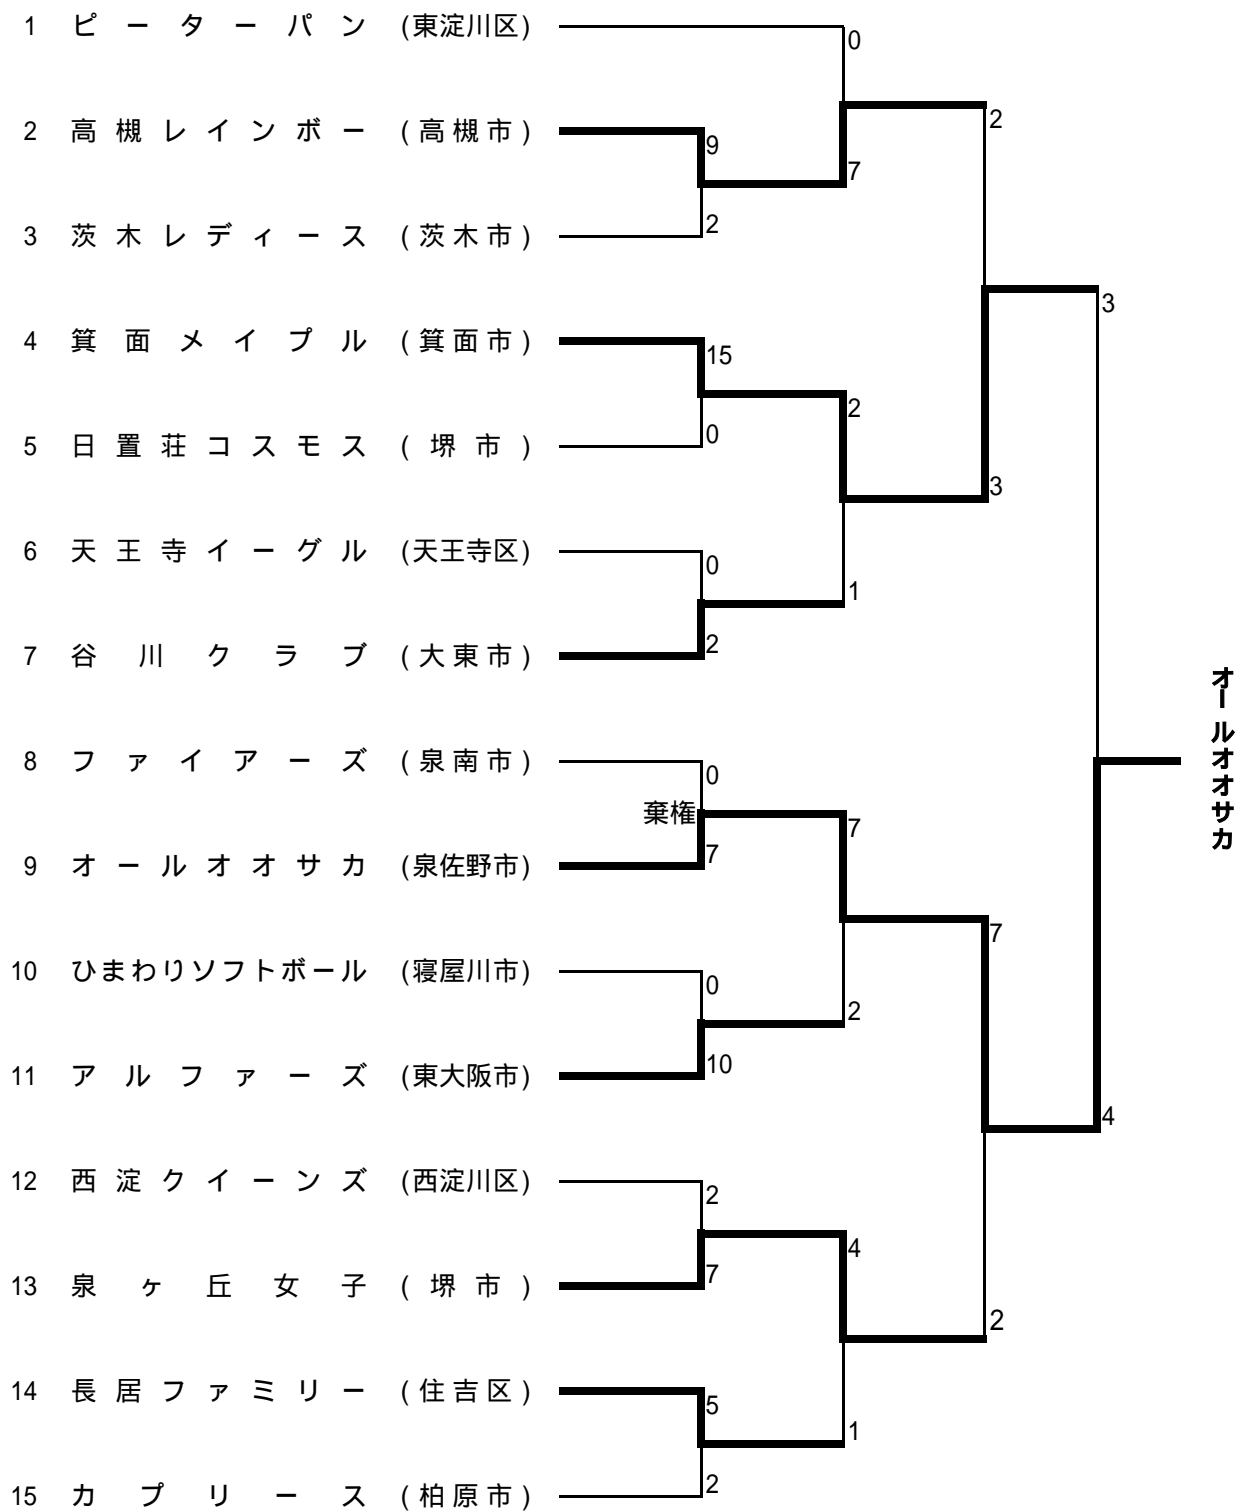 1 ピーターパン (東淀川区)
0
2
2 高槻レインボー (高槻市)
9
7
3 茨木レディース (茨木市)
2
3
4 箕面メイプル (箕面市)
15
2
5 日置荘コスモス (堺市)
0
3
6 天王寺イーグル (天王寺区)
0
1
7 谷川クラブ (大東市)
2
オールオオサカ
8 ファイアーズ (泉南市)
0
棄権
7
9 オールオオサカ (泉佐野市)
7
7
10 ひまわりソフトボール (寝屋川市)
0
2
11 アルファーズ (東大阪市)
10
4
12 西淀クイーンズ (西淀川区)
2
4
13 泉ヶ丘女子 (堺市)
7
2
14 長居ファミリー (住吉区)
5
1
15 カプリース (柏原市)
2